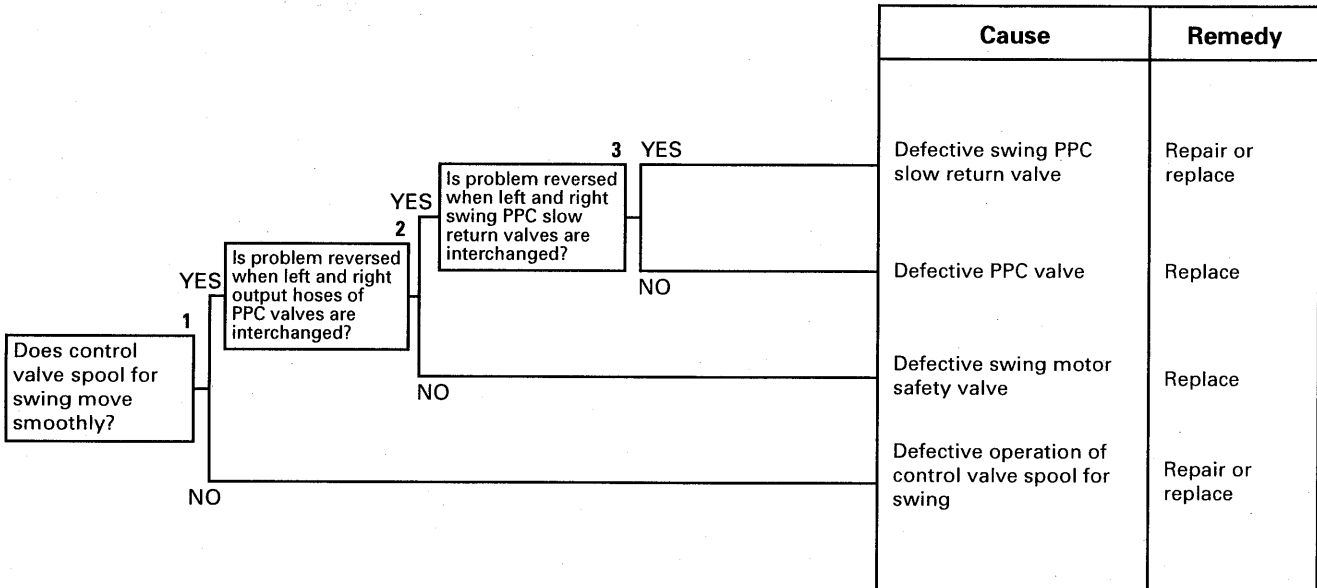 Cause
Remedy
3 YES
Is problem reversed
when left and right
swing PPC slow
return valves are
interchanged?
Defective swing PPC
slow return valve
Repair or
replace
YES
2
Is problem reversed
when left and right
output hoses of
PPC valves are
interchanged?
NO
Defective PPC valve
Replace
YES
1
Does control
valve spool for
swing move
smoothly?
NO
Defective swing motor
safety valve
Replace
NO
Defective operation of
control valve spool for
swing
Repair or
replace